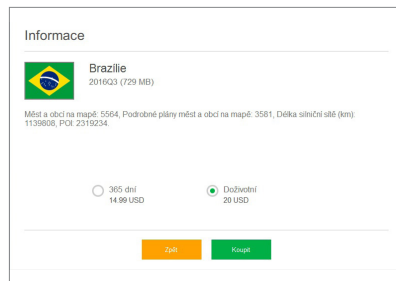 Informace
Brazílie
2016Q3 (729 MB)
Měst a obcí na mapě: 5564, Podrobné plány měst a obcí na mapě: 3581, Délka silniční sítě (km):
1139808, POI: 2319234.
365 dní
14.99 USD
Doživotní
20 USD
Zpět
Koupit